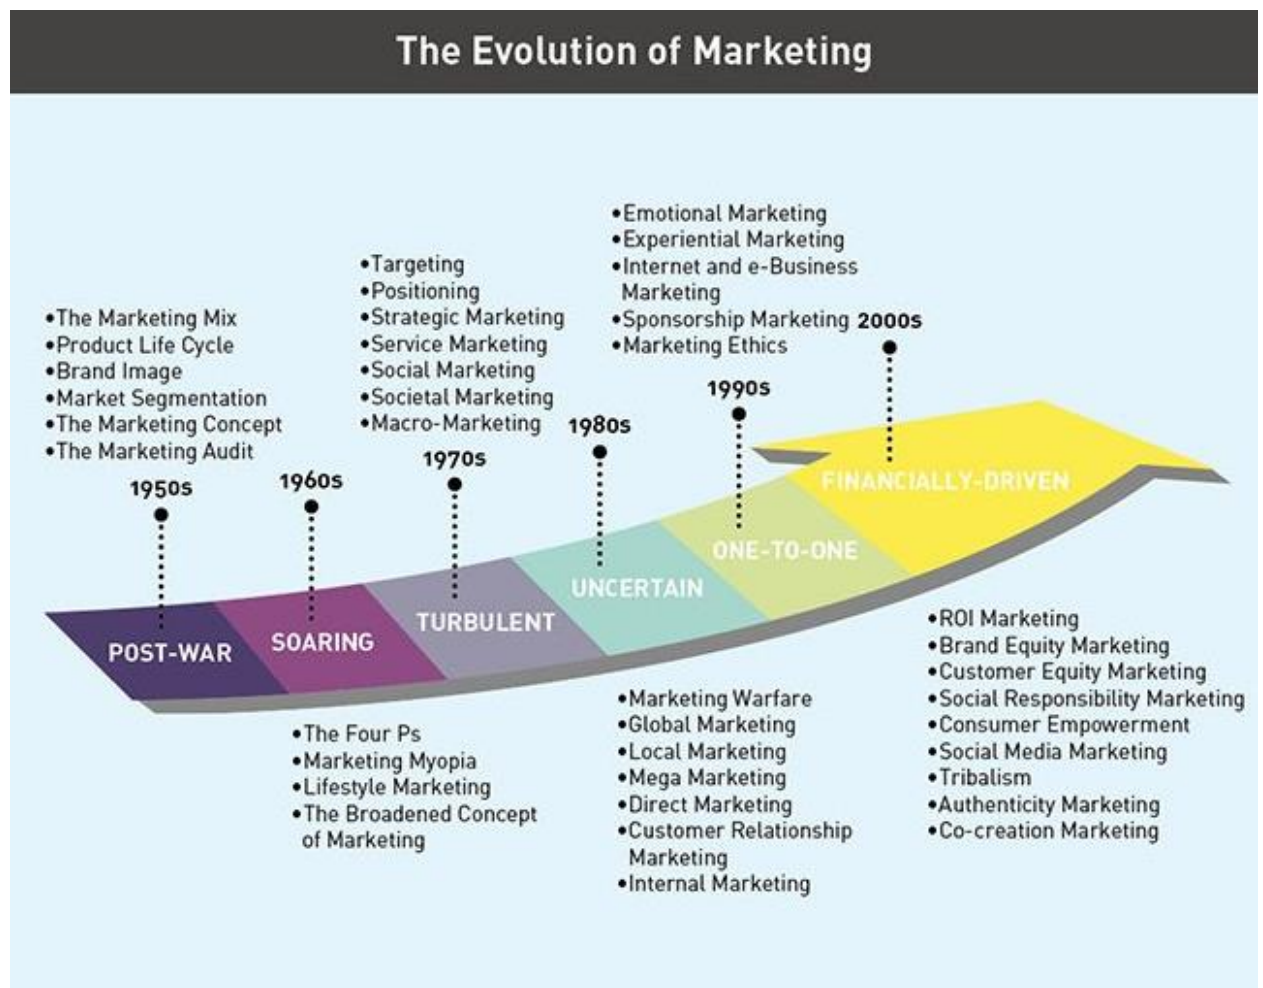 The Evolution of Marketing
•The Marketing Mix
•Product Life Cycle
•Brand Image
•Market Segmentation
•The Marketing Concept
•The Marketing Audit
1950s
POST-WAR
1960s
SOARING
•The Four Ps
•Marketing Myopia
•Lifestyle Marketing
•The Broadened Concept
of Marketing
•Targeting
•Positioning
•Strategic Marketing
•Service Marketing
•Social Marketing
•Societal Marketing
•Macro-Marketing
1970s
TURBULENT
1980s
UNCERTAIN
•Marketing Warfare
•Global Marketing
•Local Marketing
•Mega Marketing
•Direct Marketing
•Customer Relationship
Marketing
•Internal Marketing
•Emotional Marketing
•Experiential Marketing
•Internet and e-Business
Marketing
•Sponsorship Marketing
•Marketing Ethics
1990s
ONE-TO-ONE
2000s
FINANCIALLY-DRIVEN
•ROI Marketing
•Brand Equity Marketing
•Customer Equity Marketing
•Social Responsibility Marketing
•Consumer Empowerment
•Social Media Marketing
•Tribalism
•Authenticity Marketing
•Co-creation Marketing